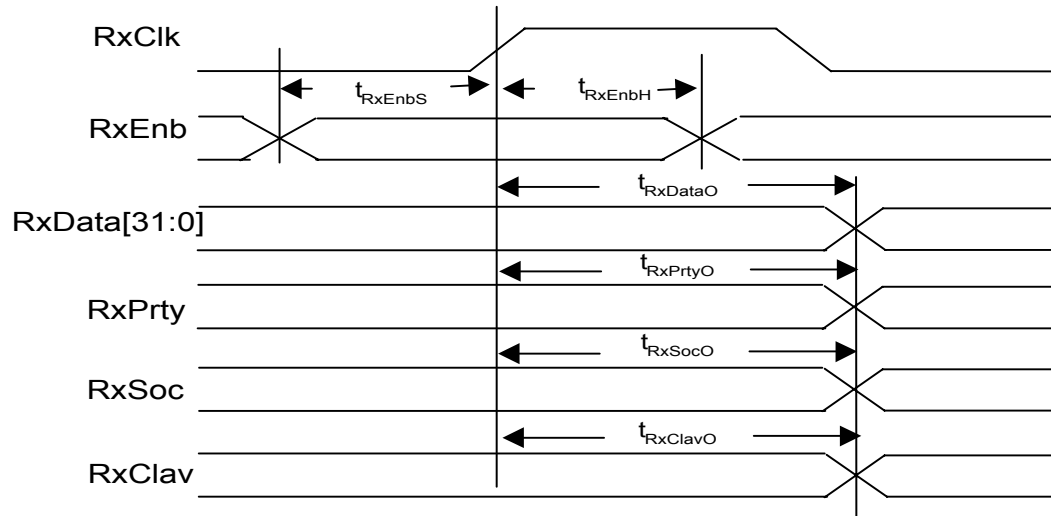 RxClk
tRxEnbS
tRxEnbH
RxEnb
tRxDataO
RxData[31:0]
tRxPrtyO
RxPrty
tRxSocO
RxSoc
tRxClavO
RxClav